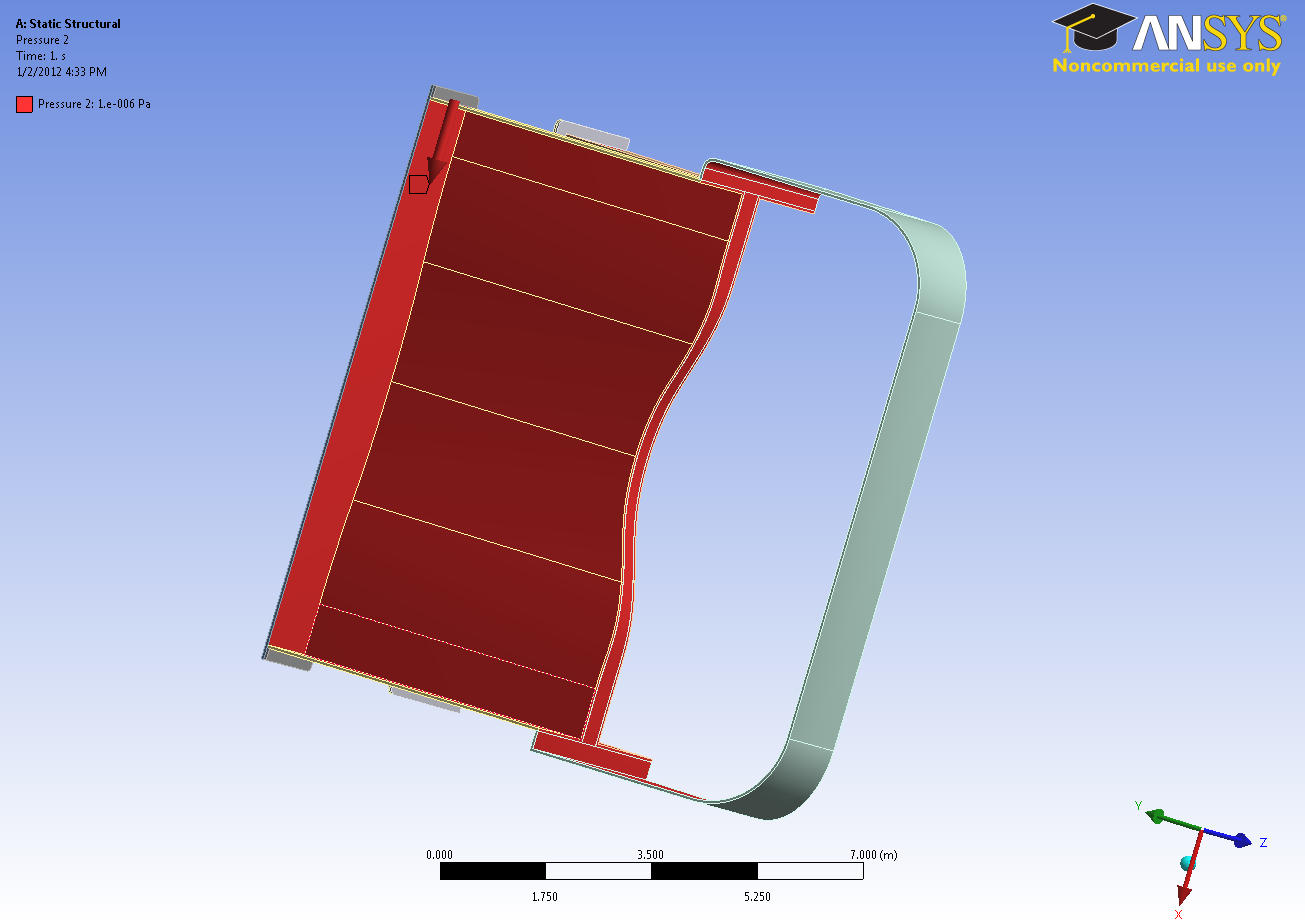 A: Static Structural
Pressure 2
Time: 1. s
1/2/2012 4:33 PM
Pressure 2: 1.e-006 Pa
ANSYS
Noncommercial use only
0.000 3.500 7.000 (m)
1.750 5.250
Y
Z
X